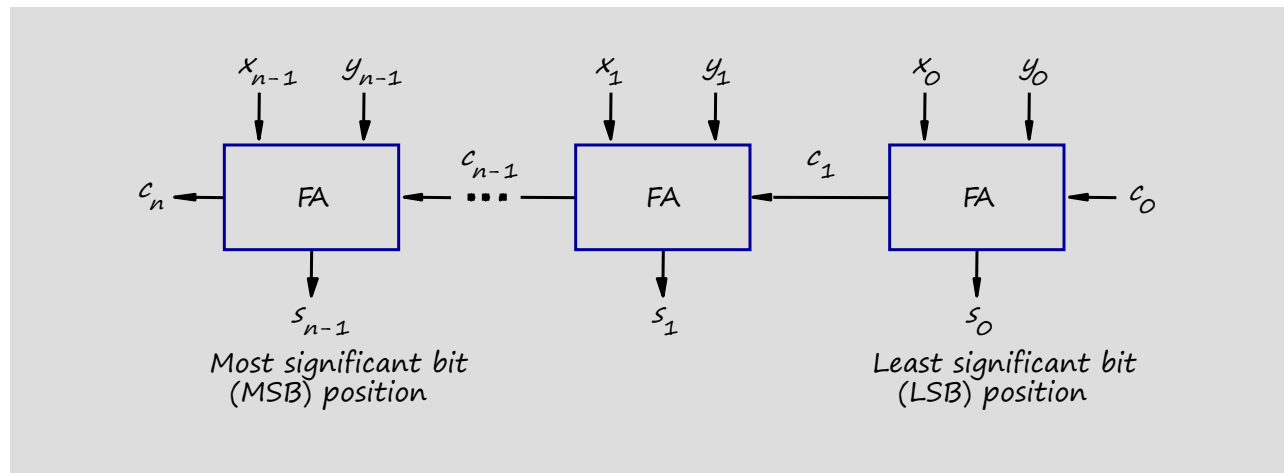 x_{n-1} y_{n-1} x_1 y_1 x_0 y_0
c_{n-1} c_1
c_n FA FA FA c_0
s_{n-1} s_1 s_0
Most significant bit
(MSB) position
Least significant bit
(LSB) position